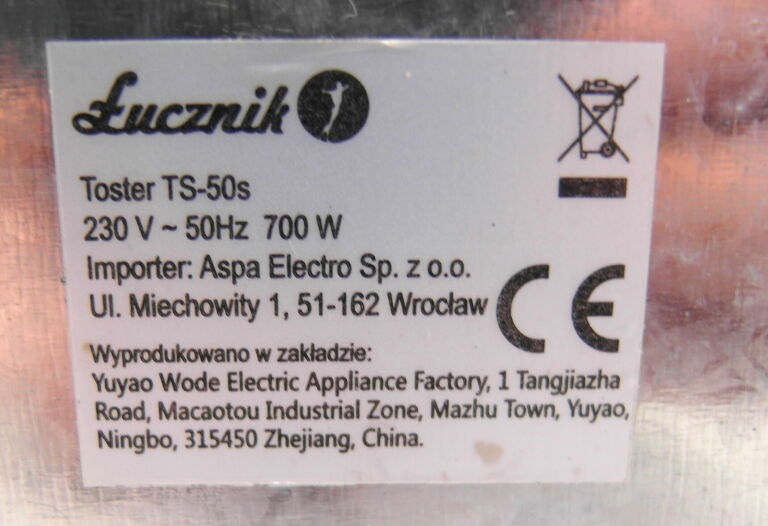 Łucznik
Toster TS-50s
230 V ~ 50Hz 700 W
Importer: Aspa Electro Sp. z o.o.
Ul. Miechowity 1, 51-162 Wrocław
CE
Wyprodukowano w zakładzie:
Yuyao Wode Electric Appliance Factory, 1 Tangjiazha
Road, Macaotou Industrial Zone, Mazhu Town, Yuyao,
Ningbo, 315450 Zhejiang, China.